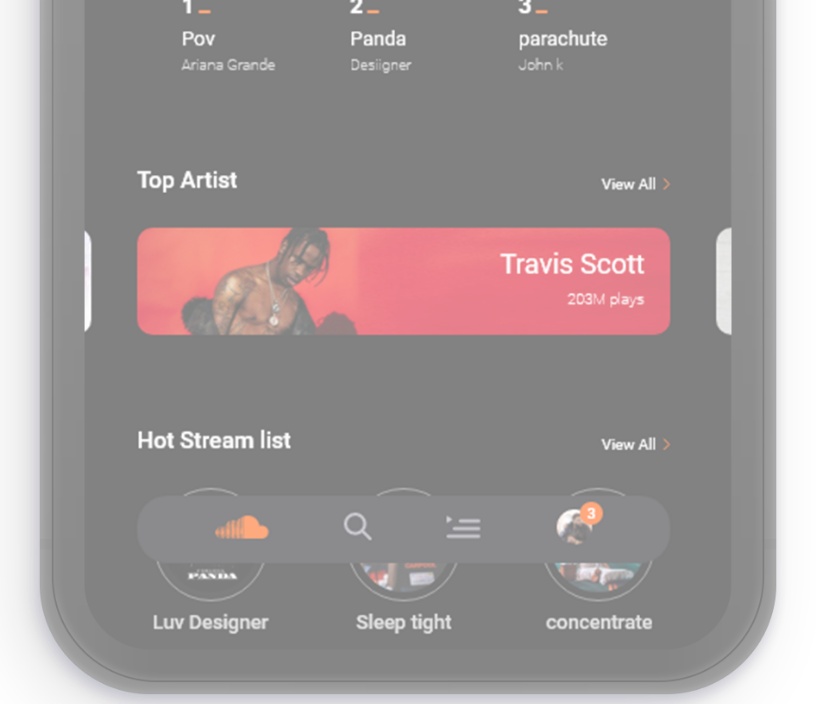 1 2 3
Pov Panda parachute
Ariana Grande Desiigner John k
Top Artist View All
Travis Scott
203M plays
Hot Stream list View All
3
PANDA
Luv Designer Sleep tight concentrate